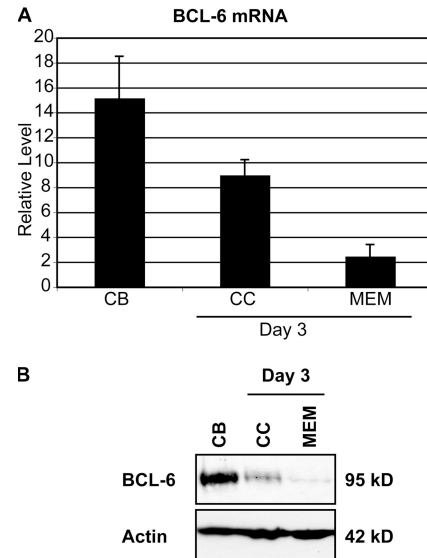 A
BCL-6 mRNA
Relative Level
20
18
16
14
12
10
8
6
4
2
0
CB
CC
MEM
Day 3
B
Day 3
CB
CC
MEM
BCL-6
95 kD
Actin
42 kD